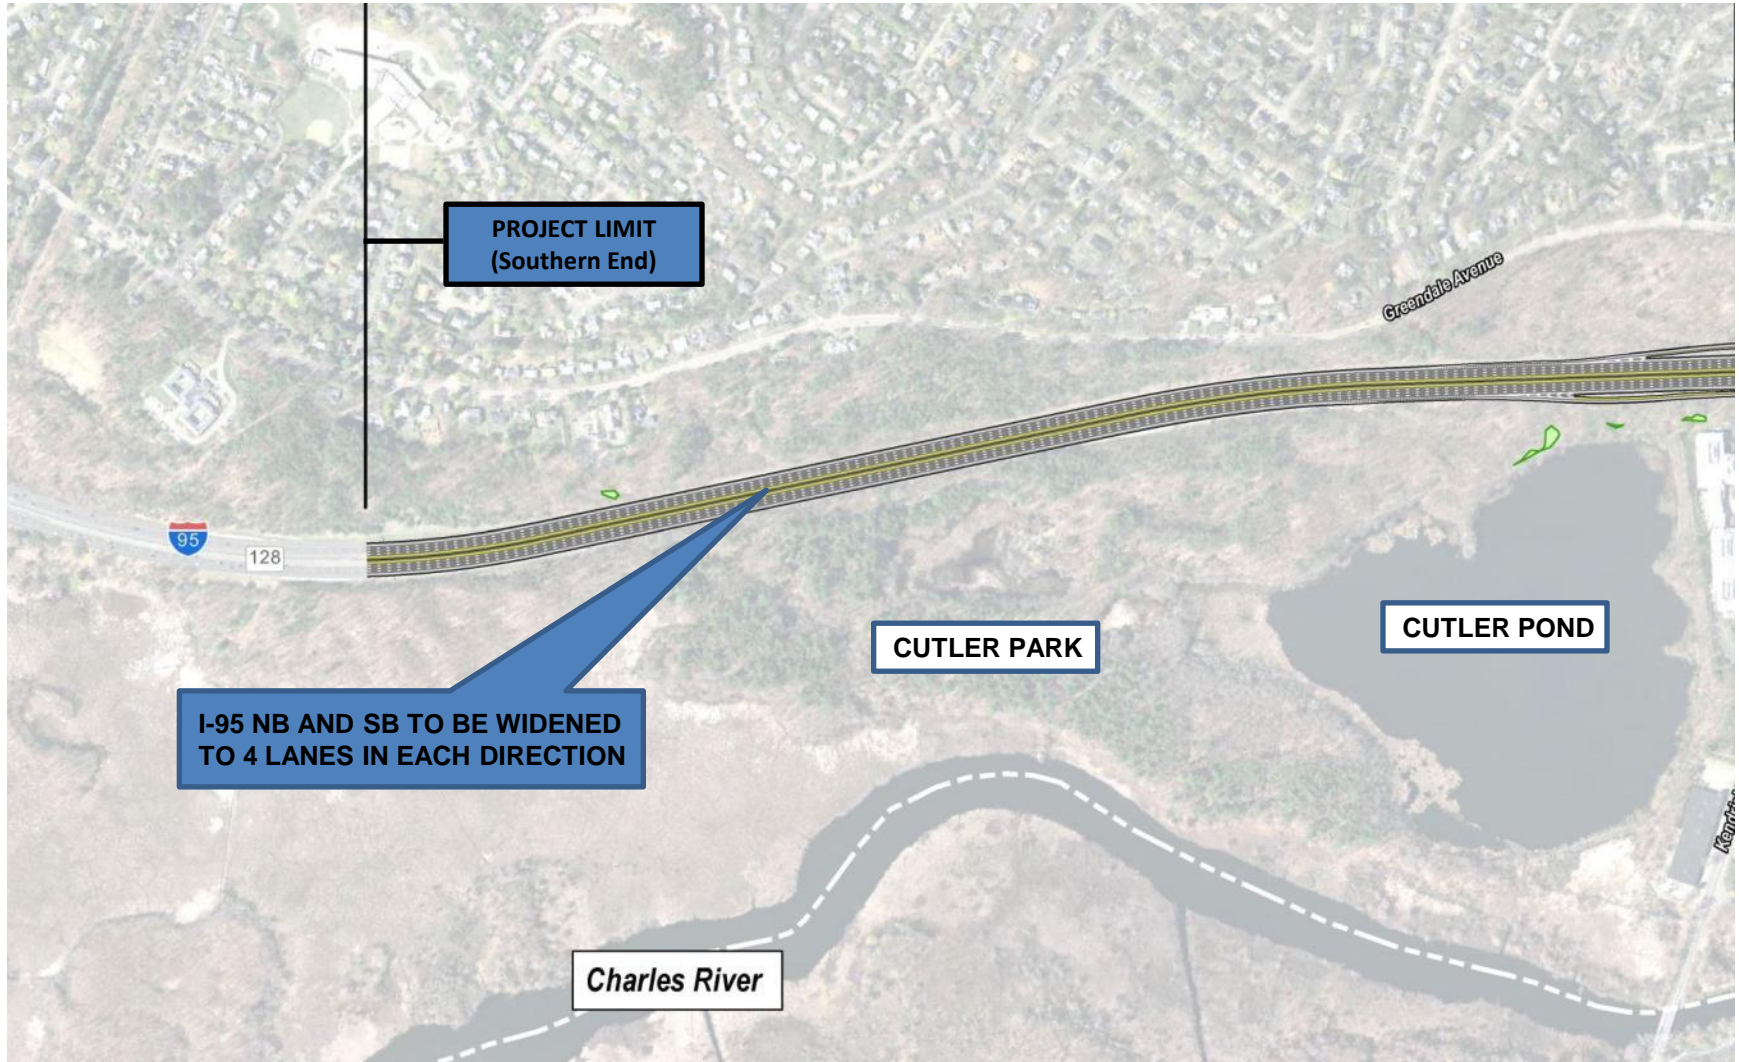 PROJECT LIMIT
(Southern End)
Greendale Avenue
95
128
CUTLER POND
CUTLER PARK
I-95 NB AND SB TO BE WIDENED
TO 4 LANES IN EACH DIRECTION
Charles River